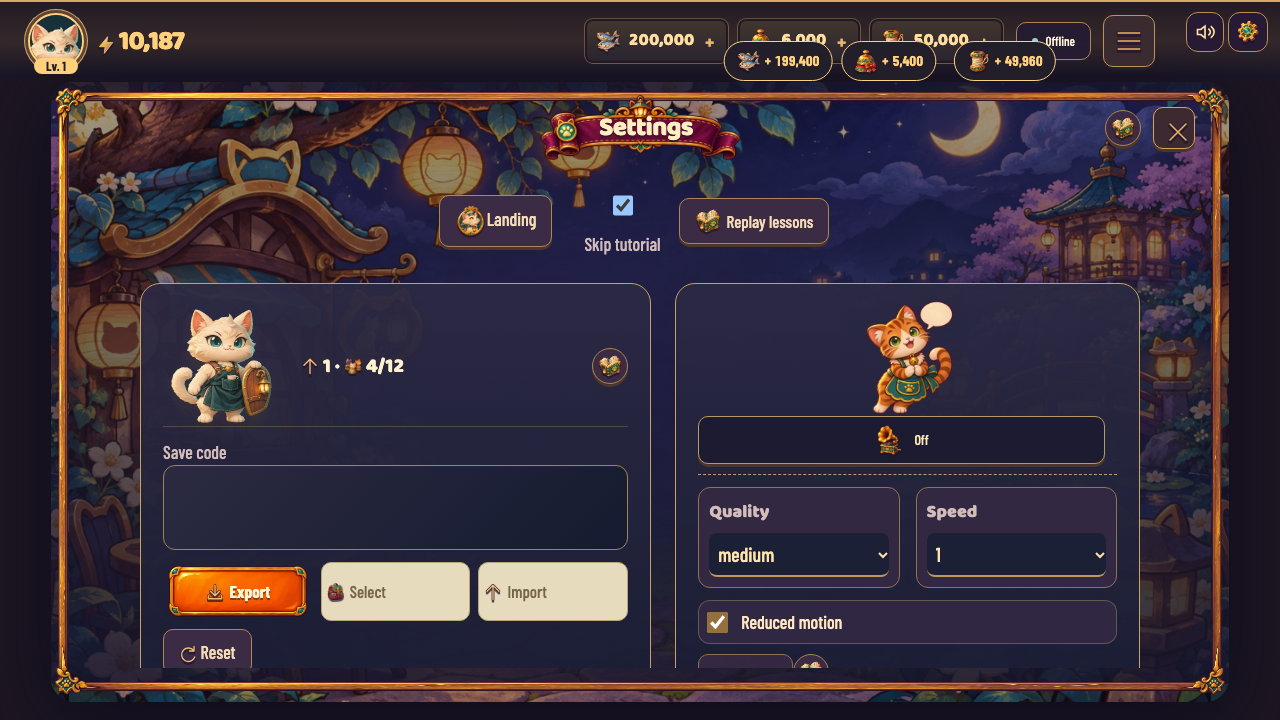 Lv. 1
10,187
200,000 +
6,000 +
50,000 +
Offline
+ 199,400
+ 5,400
+ 49,960
Settings
Landing
Skip tutorial
Replay lessons
1 · 4/12
Save code
Export
Select
Import
Reset
Off
Quality
medium
Speed
1
Reduced motion